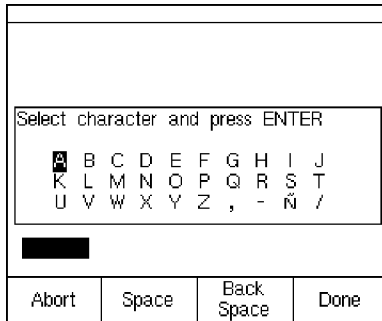 Select character and press ENTER
A B C D E F G H I J
K L M N O P Q R S T
U V W X Y Z , - Ñ /
Abort Space Back Space Done